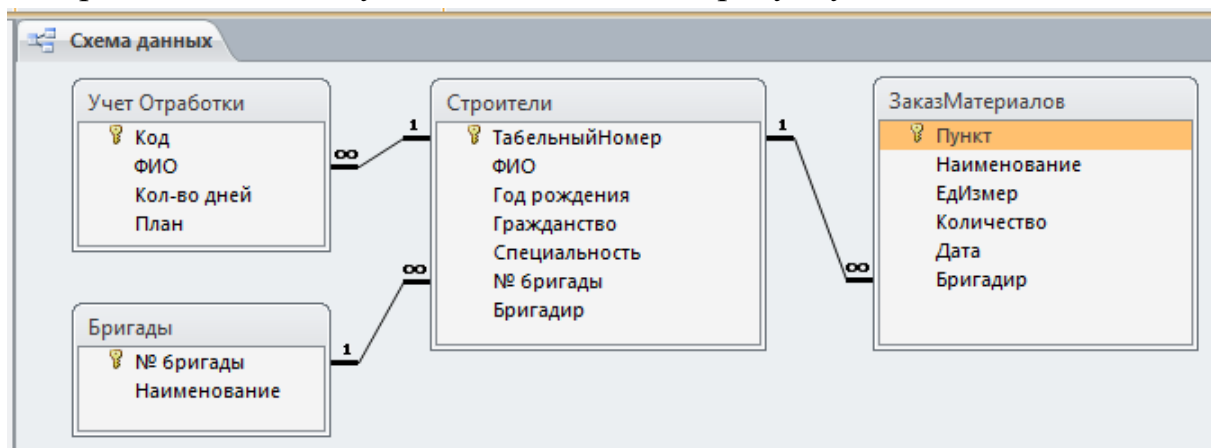 Схема данных
Учет Отработки
Код
ФИО
Кол-во дней
План
Строители
ТабельныйНомер
ФИО
Год рождения
Гражданство
Специальность
№ бригады
Бригадир
ЗаказМатериалов
Пункт
Наименование
ЕдИзмер
Количество
Дата
Бригадир
Бригады
№ бригады
Наименование
1
∞
1
∞
∞
1